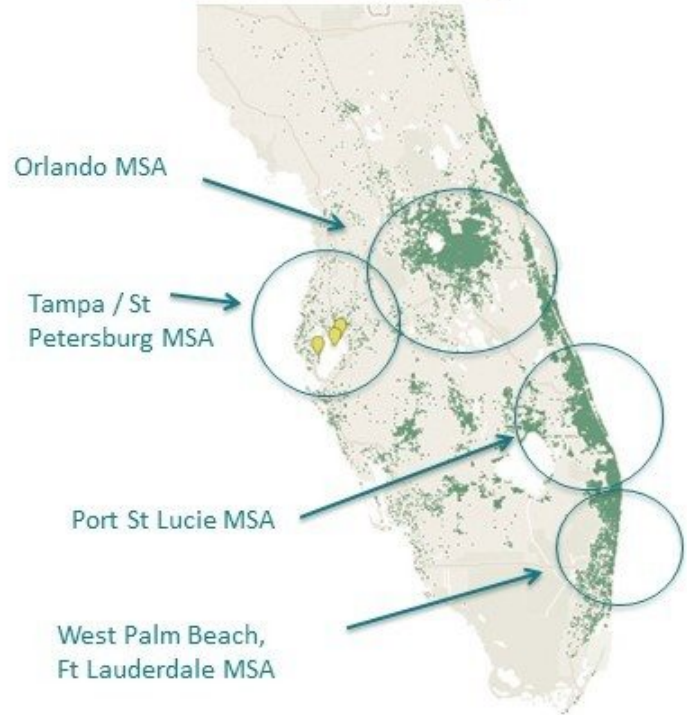 Orlando MSA
Tampa / St
Petersburg MSA
Port St Lucie MSA
West Palm Beach,
Ft Lauderdale MSA